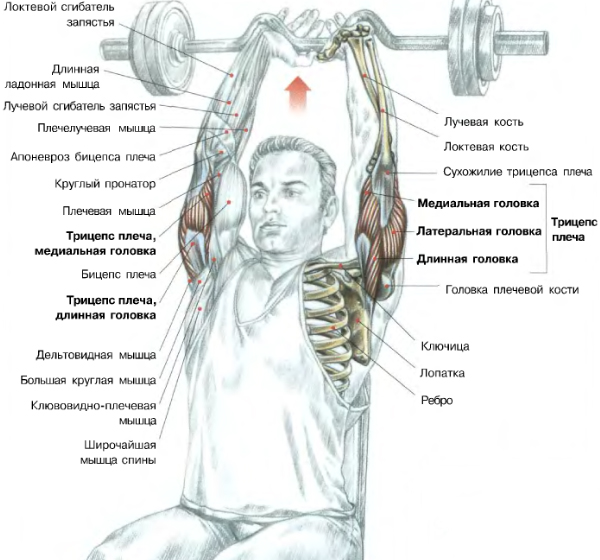 Локтевой сгибатель
запястья
Длинная
ладонная мышца
Лучевой сгибатель запястья
Плечелучевая мышца
Апоневроз бицепса плеча
Круглый пронатор
Плечевая мышца
Трицепс плеча,
медиальная головка
Бицепс плеча
Трицепс плеча,
длинная головка
Дельтовидная мышца
Большая круглая мышца
Клювовидно-плечевая
мышца
Широчайшая
мышца спины
Лучевая кость
Локтевая кость
Сухожилие трицепса плеча
Медиальная головка
Латеральная головка
Длинная головка
Трицепс
плеча
Головка плечевой кости
Ключица
Лопатка
Ребро